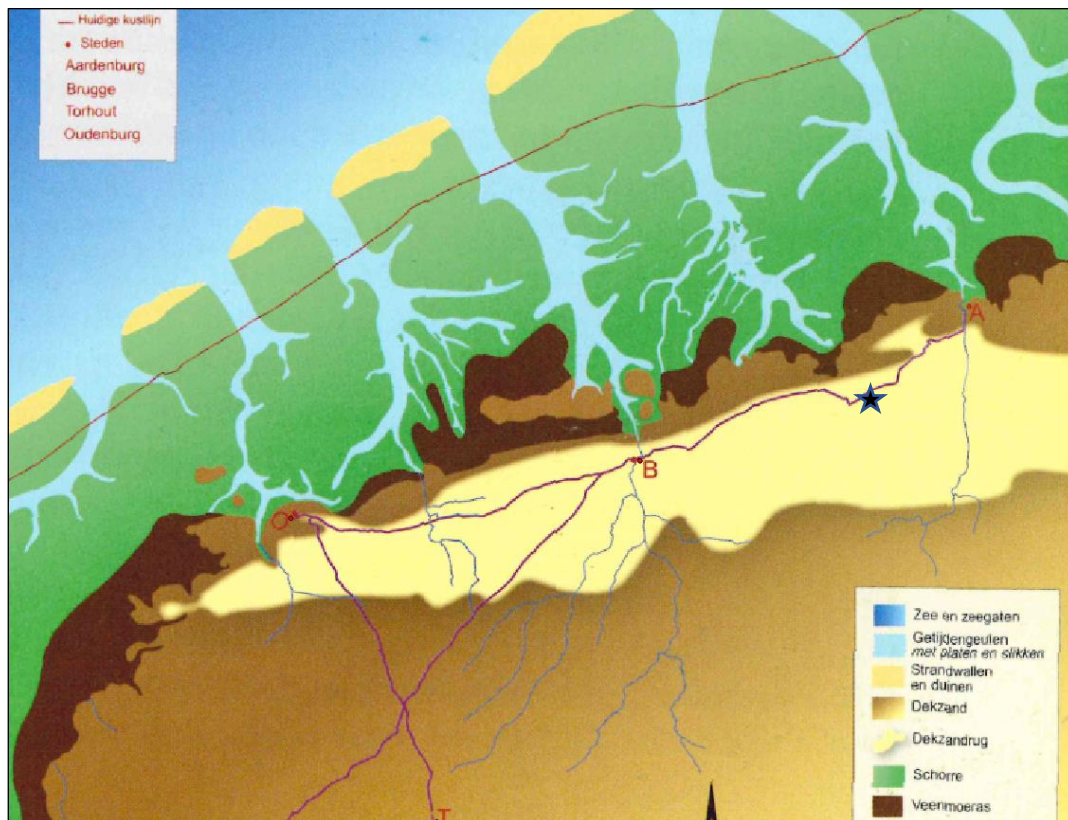 Huidige kustlijn
Steden
Aardenburg
Brugge
Torhout
Oudenburg
A
B
O
T
Zee en zeegaten
Getijdengeulen
met platen en slikken
Strandwallen
en duinen
Dekzand
Dekzandrug
Schorre
Veenmoeras